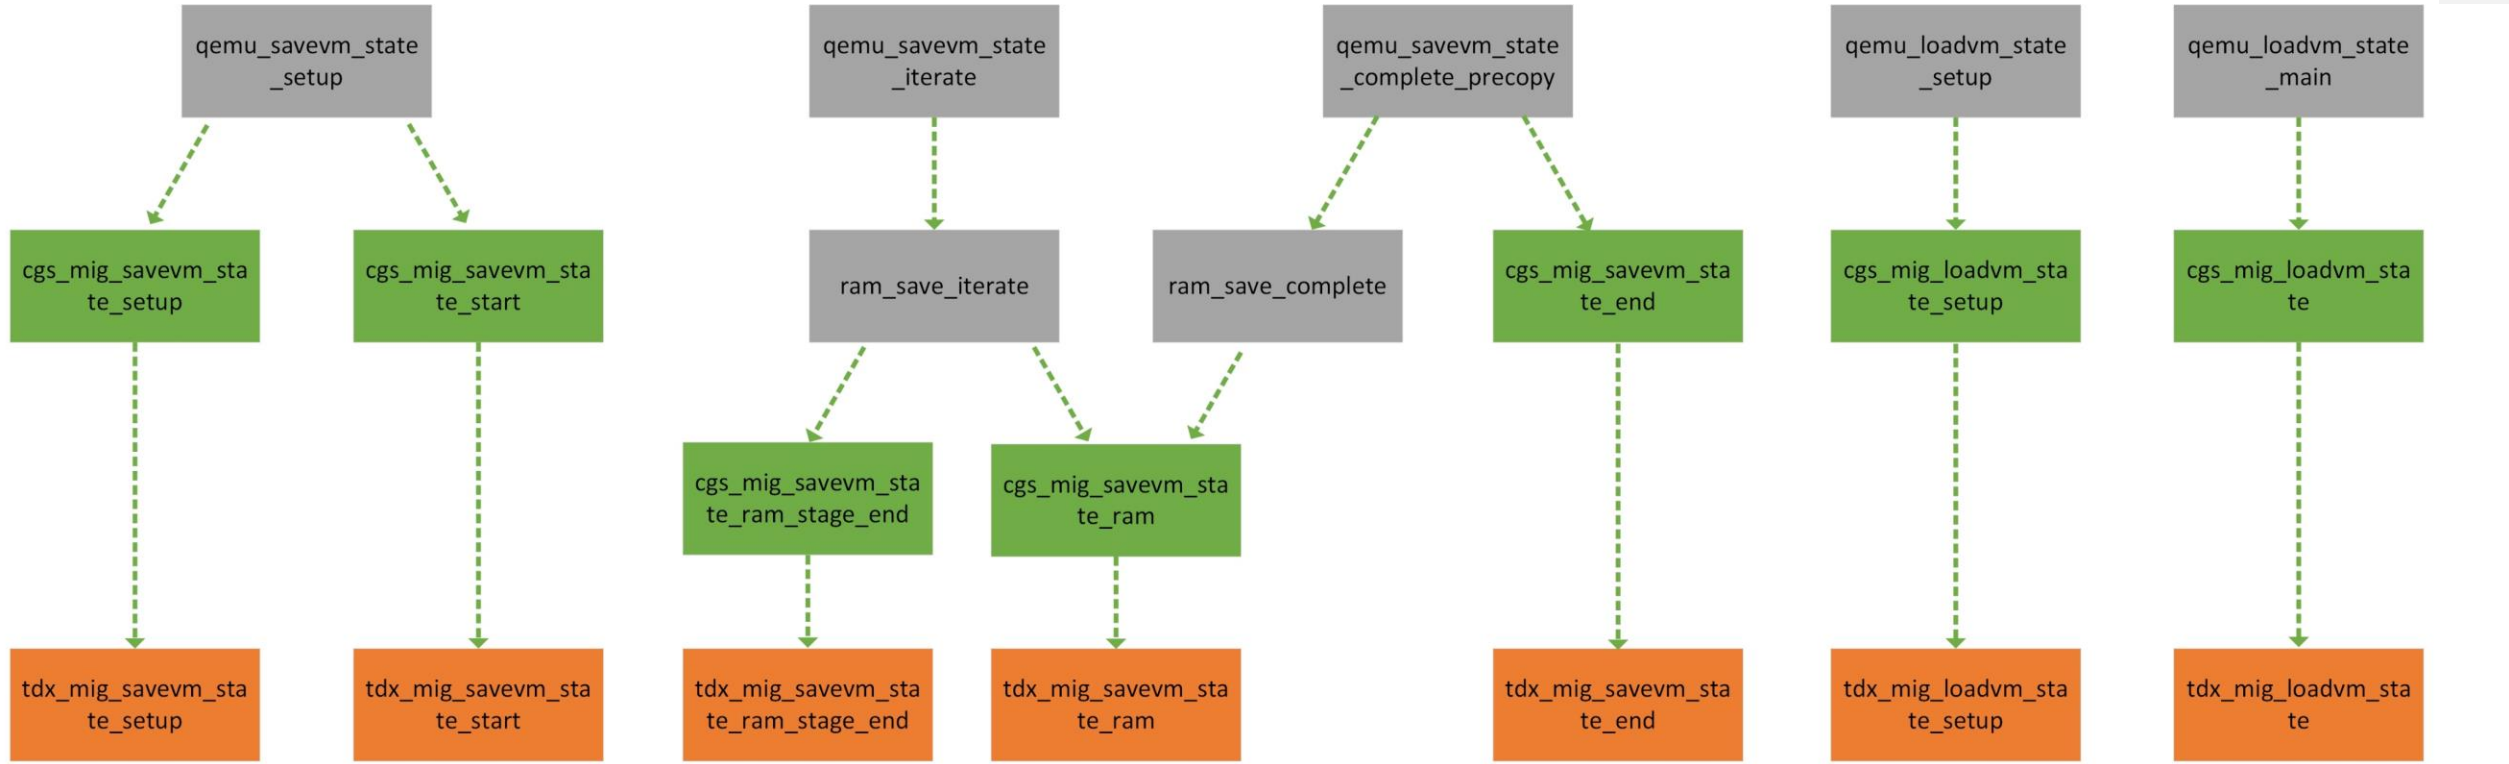 qemu_savevm_state
_setup
qemu_savevm_state
_iterate
qemu_savevm_state
_complete_precopy
qemu_loadvm_state
_setup
qemu_loadvm_state
_main
cgs_mig_savevm_sta
te_setup
cgs_mig_savevm_sta
te_start
ram_save_iterate
ram_save_complete
cgs_mig_savevm_sta
te_end
cgs_mig_loadvm_sta
te_setup
cgs_mig_loadvm_sta
te
cgs_mig_savevm_sta
te_ram_stage_end
cgs_mig_savevm_sta
te_ram
tdx_mig_savevm_sta
te_setup
tdx_mig_savevm_sta
te_start
tdx_mig_savevm_sta
te_ram_stage_end
tdx_mig_savevm_sta
te_ram
tdx_mig_savevm_sta
te_end
tdx_mig_loadvm_sta
te_setup
tdx_mig_loadvm_sta
te